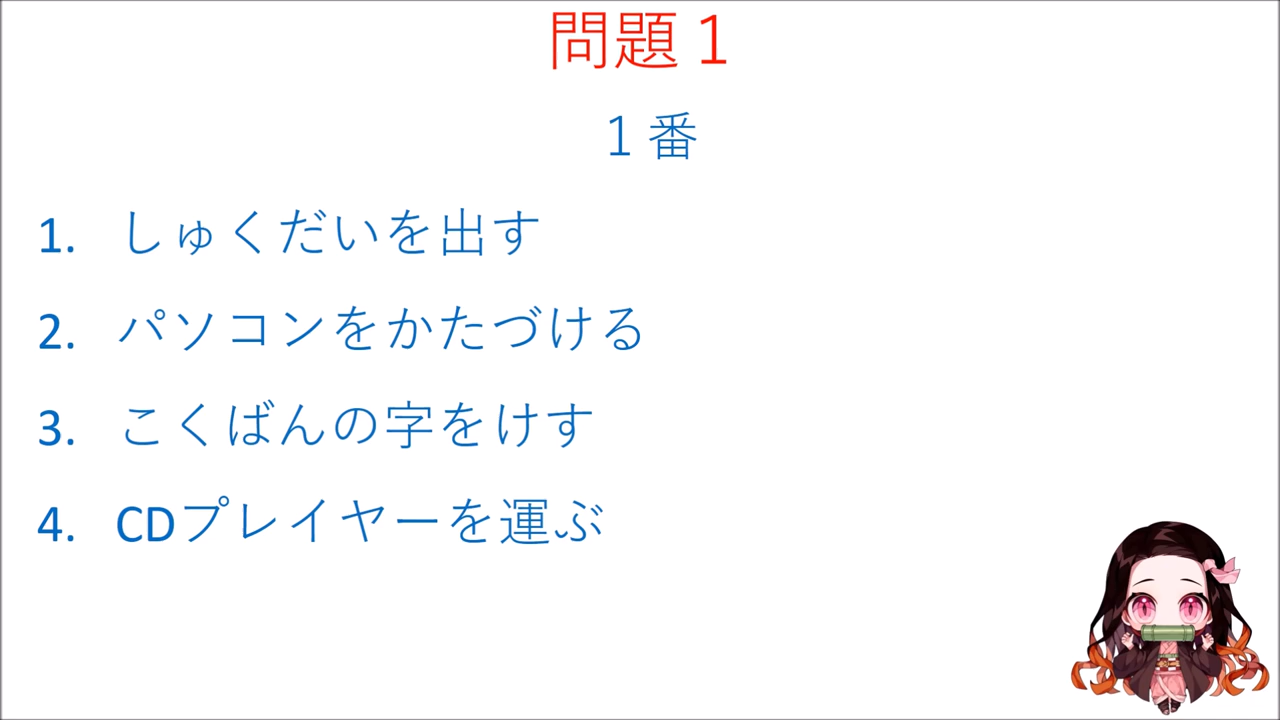 問題１
１番
1. しゅくだいを出す
2. パソコンをかたづける
3. こくばんの字をけす
4. CDプレイヤーを運ぶ